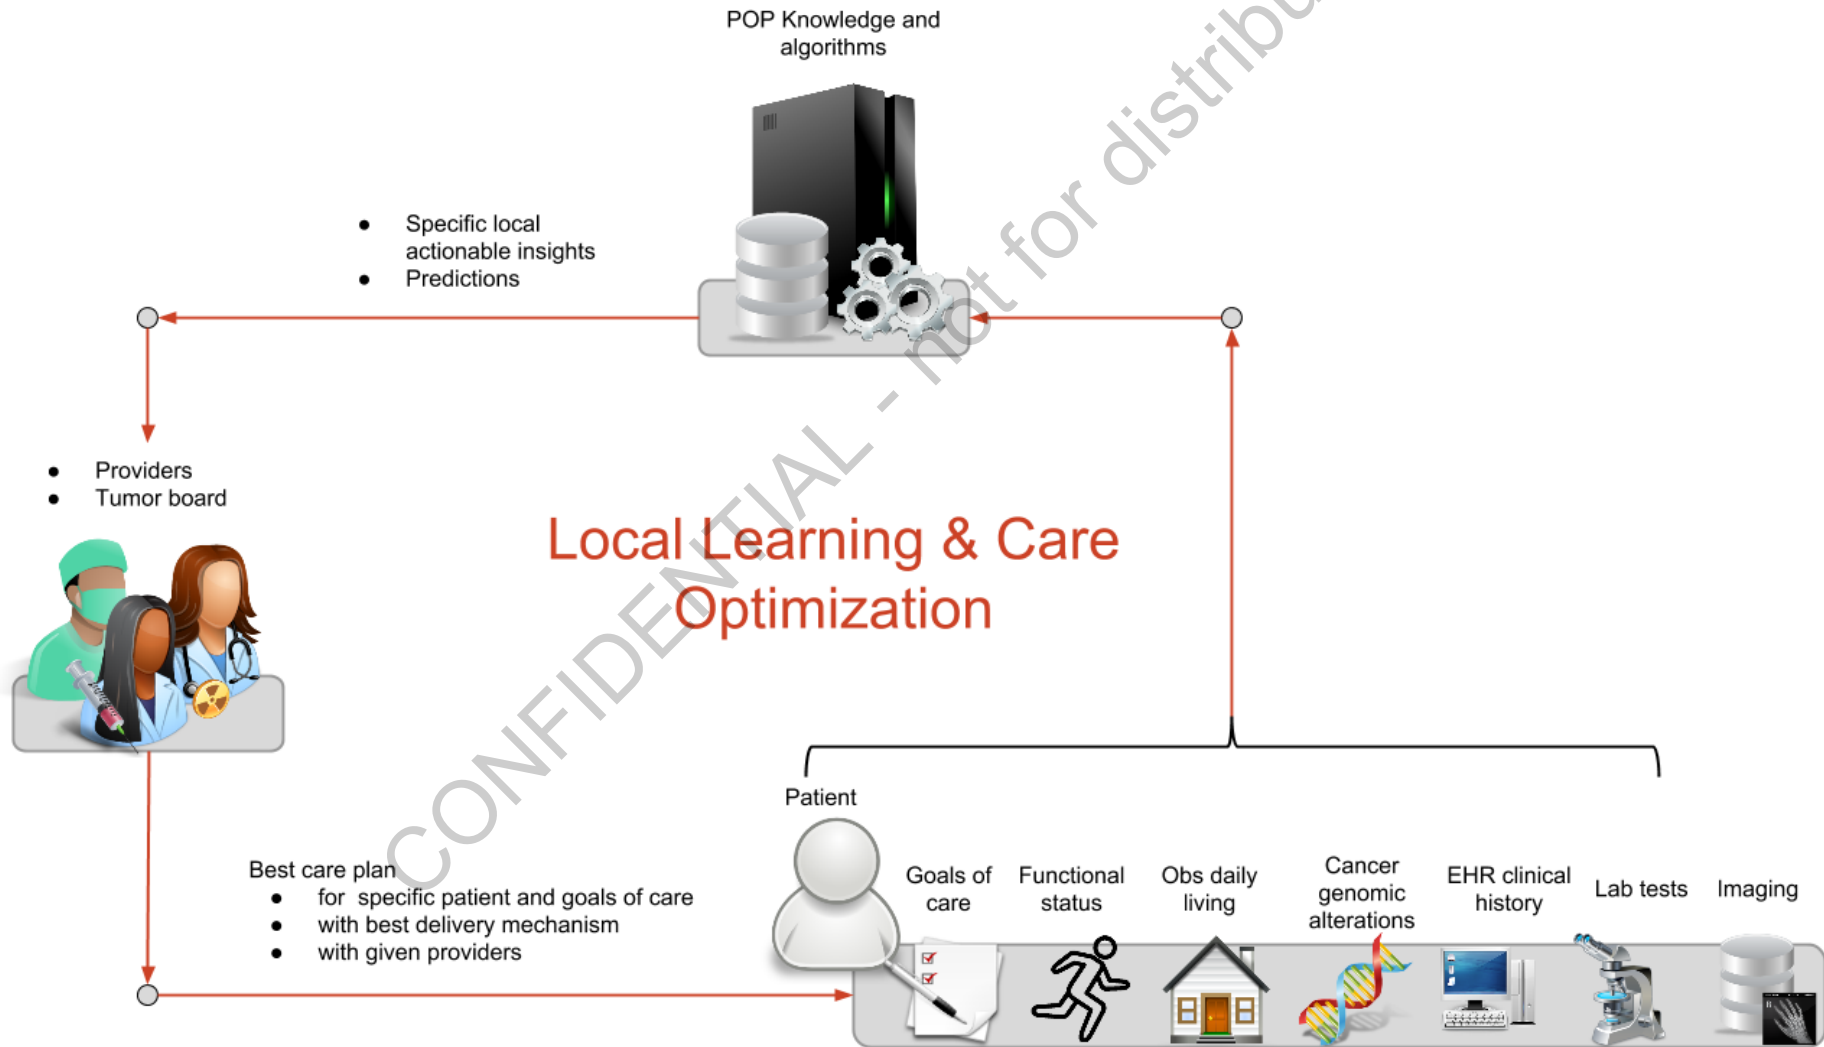 POP Knowledge and
algorithms
● Specific local
actionable insights
● Predictions
● Providers
● Tumor board
Local Learning & Care
Optimization
Best care plan
● for specific patient and goals of care
● with best delivery mechanism
● with given providers
Patient
Goals of
care
Functional
status
Obs daily
living
Cancer
genomic
alterations
EHR clinical
history
Lab tests
Imaging
CONFIDENTIAL - not for distribu